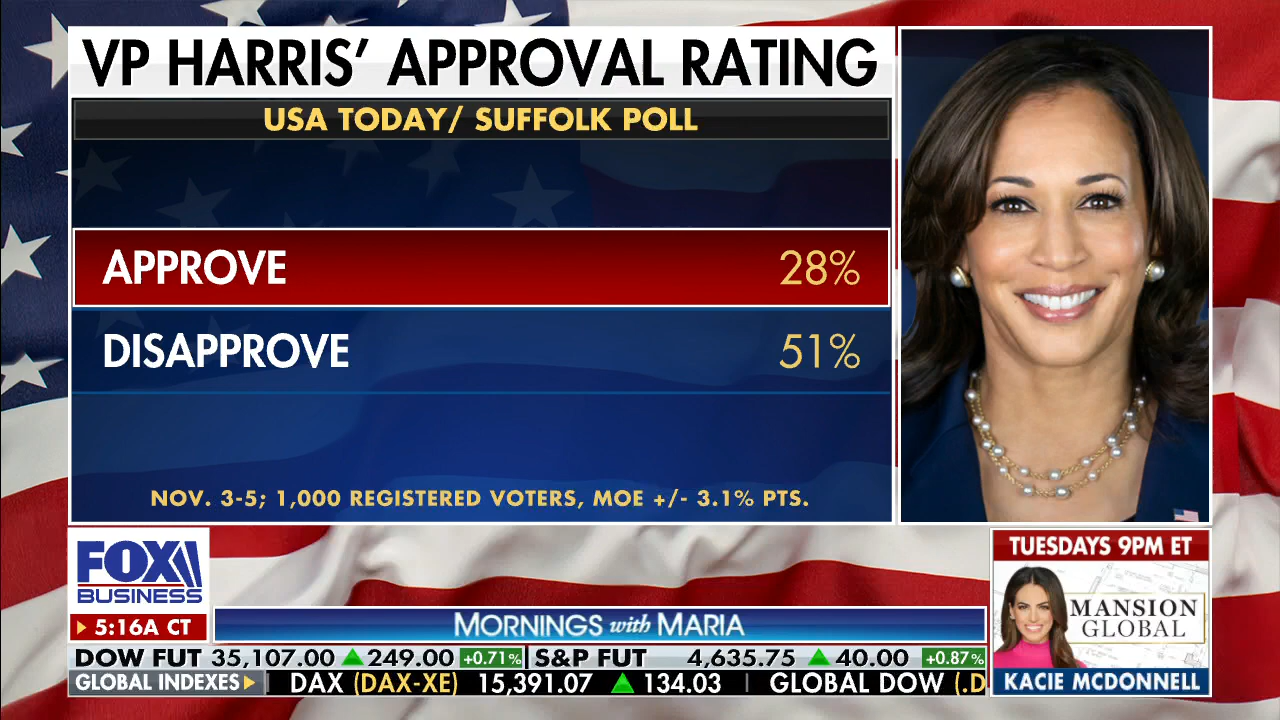 VP HARRIS' APPROVAL RATING
USA TODAY/ SUFFOLK POLL
APPROVE 28%
DISAPPROVE 51%
NOV. 3-5; 1,000 REGISTERED VOTERS, MOE +/- 3.1% PTS.
FOX
BUSINESS
5:16A CT
MORNINGS with MARIA
TUESDAYS 9PM ET
MANSION
GLOBAL
KACIE MCDONNELL
DOW FUT 35,107.00 ▲ 249.00 +0.71% S&P FUT 4,635.75 ▲ 40.00 +0.87%
GLOBAL INDEXES DAX (DAX-XE) 15,391.07 ▲ 134.03 GLOBAL DOW (.D